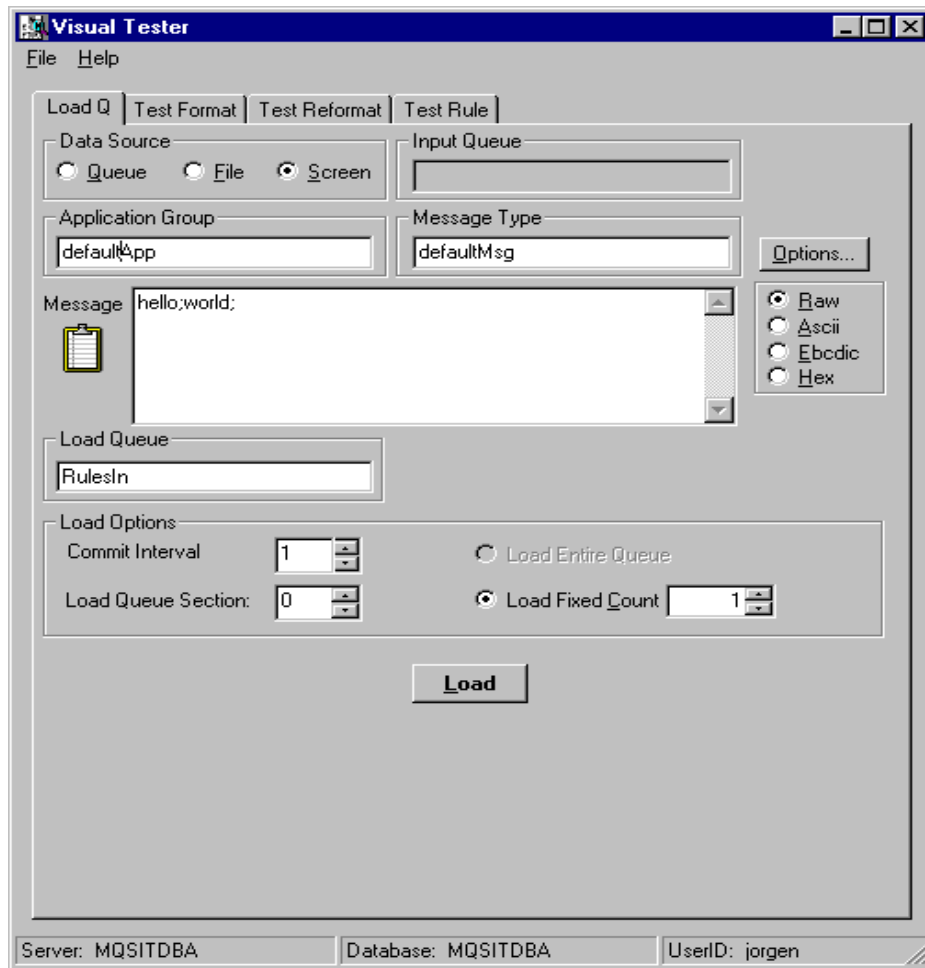 Visual Tester
File Help
Load Q Test Format Test Reformat Test Rule
Data Source Input Queue
Queue File Screen
Application Group Message Type
defaultApp defaultMsg Options...
Message hello;world; Raw
Ascii
Ebcdic
Hex
Load Queue
RulesIn
Load Options
Commit Interval 1 Load Entire Queue
Load Queue Section: 0 Load Fixed Count 1
Load
Server: MQSITDBA Database: MQSITDBA UserID: jorgen